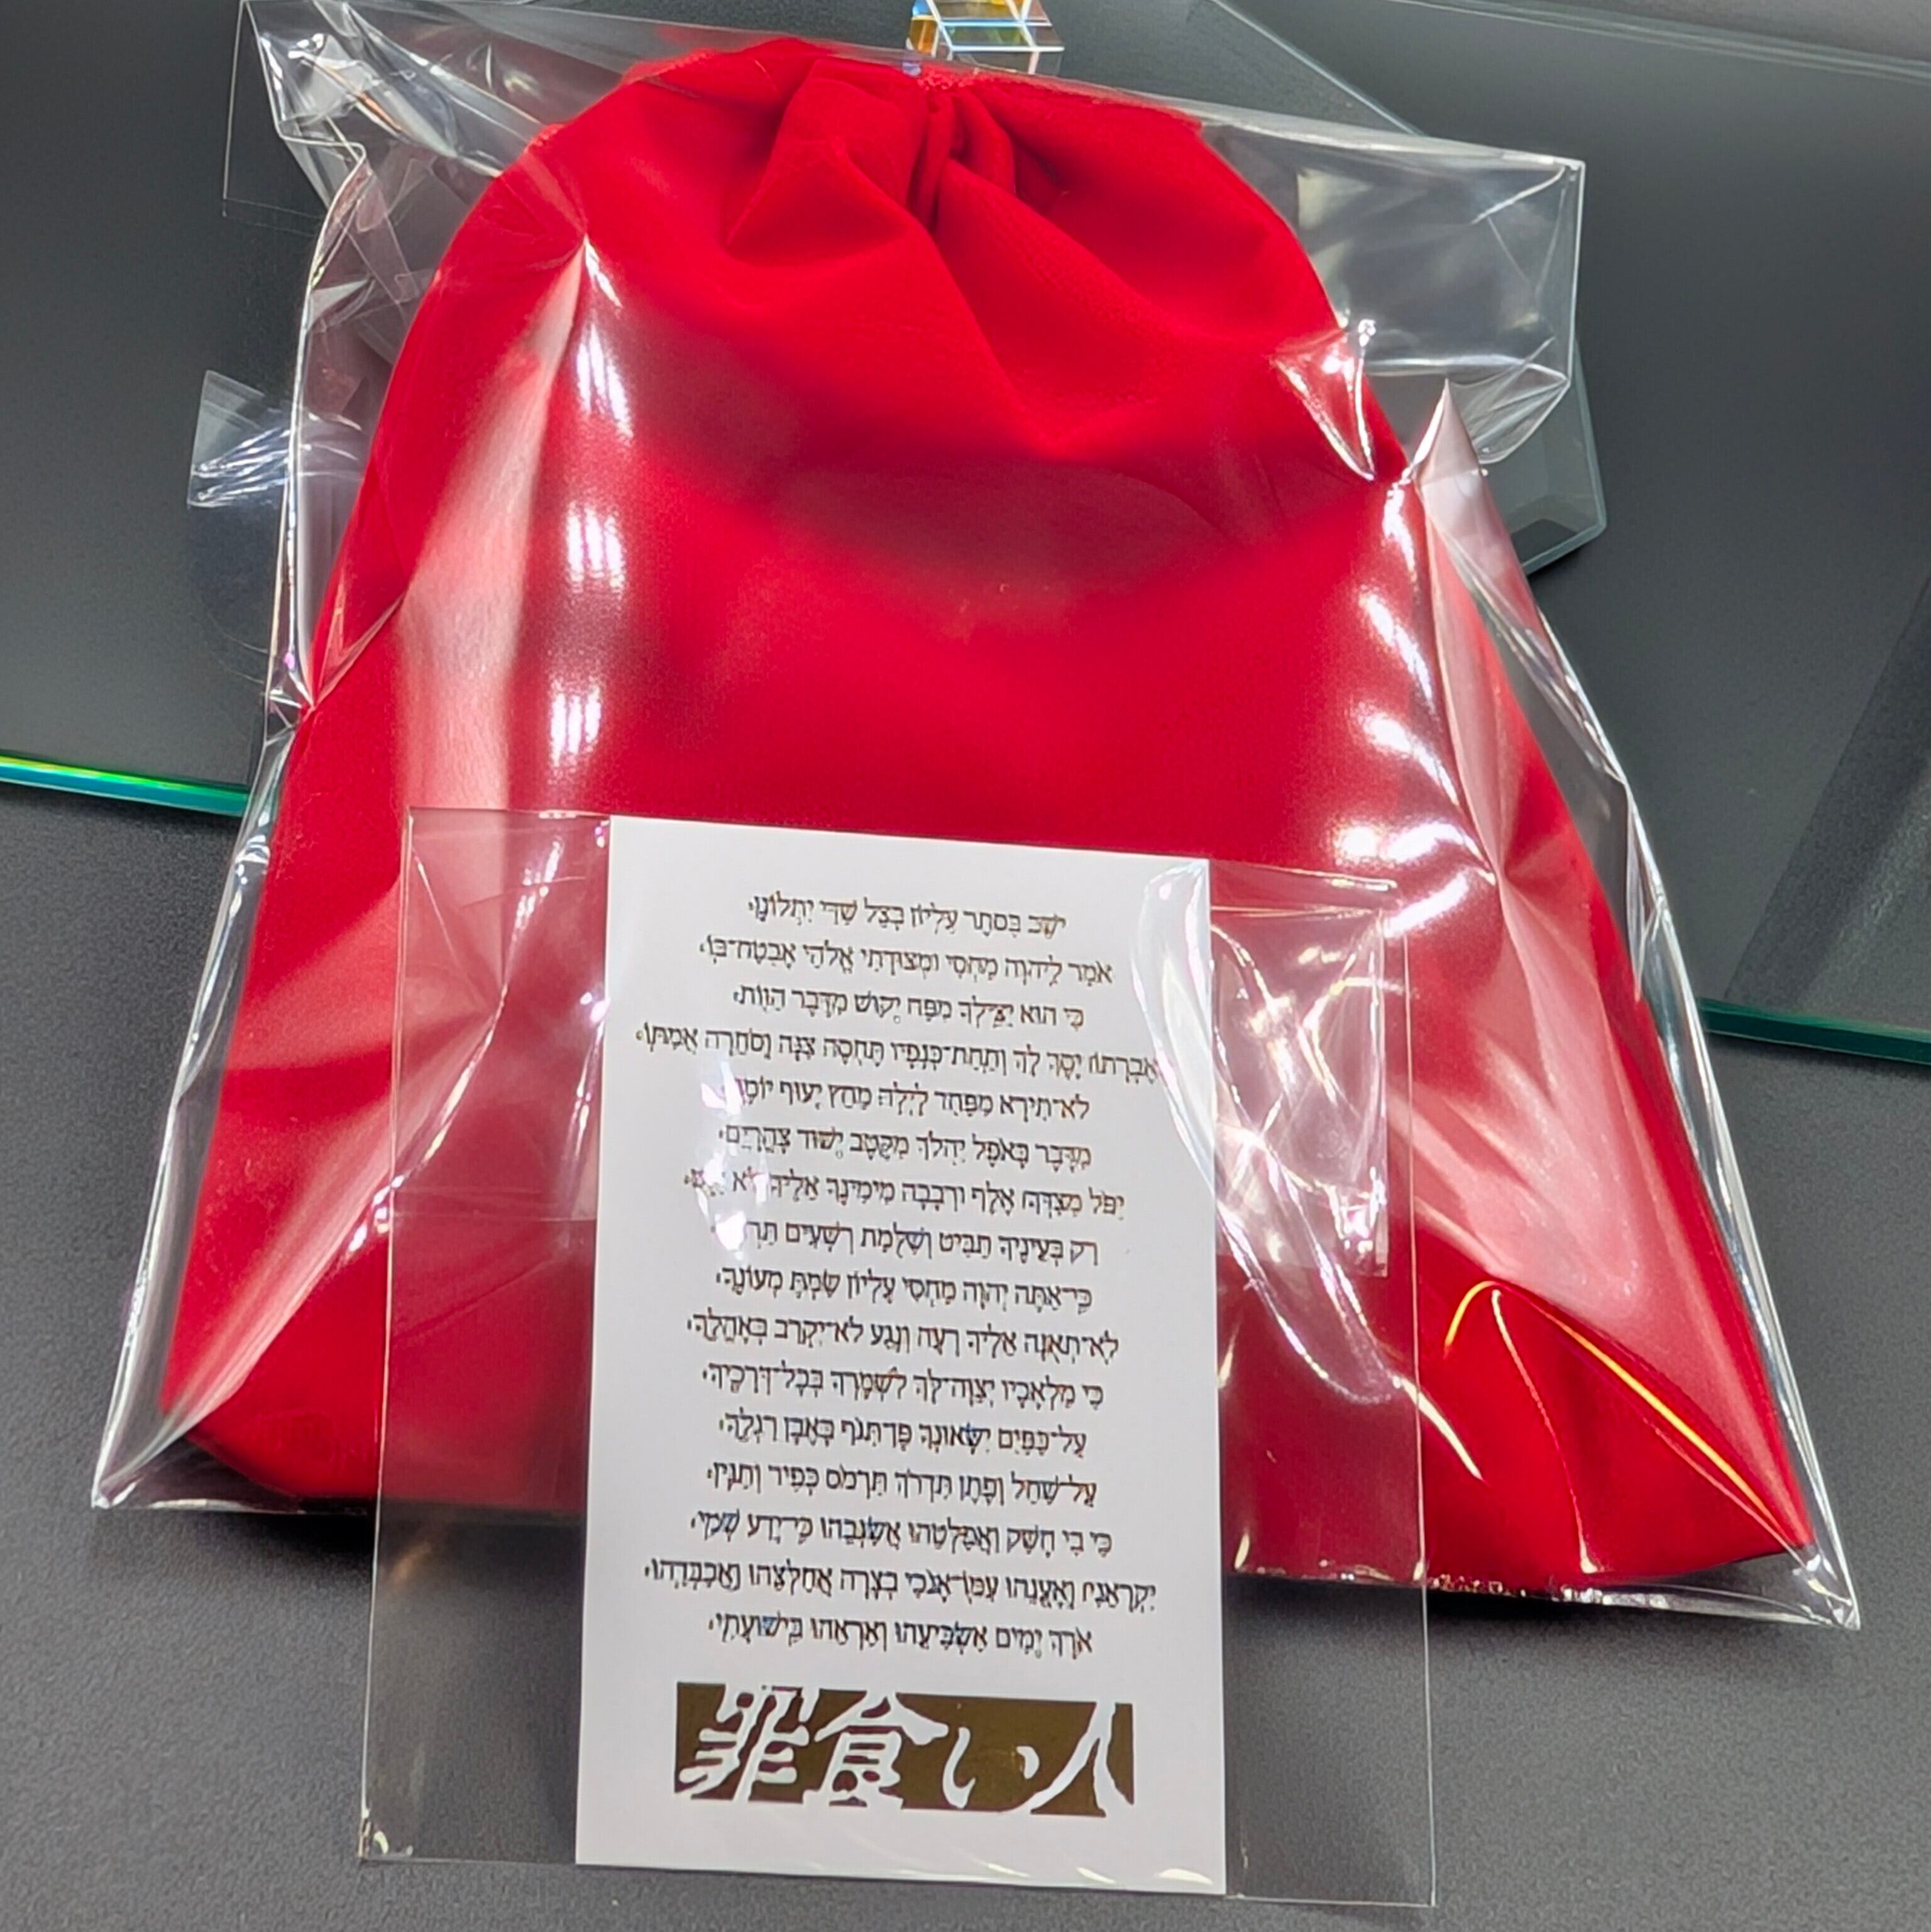 יֹשֵׁב בְּסֵתֶר עֶלְיוֹן בְּצֵל שַׁדַּי יִתְלוֹנָן׃
אֹמַר לַיהוָה מַחְסִי וּמְצוּדָתִי אֱלֹהַי אֶבְטַח־בּוֹ׃
כִּי הוּא יַצִּילְךָ מִפַּח יָקוּשׁ מִדֶּבֶר הַוּוֹת׃
בְּאֶבְרָתוֹ יָסֶךְ לָךְ וְתַחַת־כְּנָפָיו תֶּחְסֶה צִנָּה וְסֹחֵרָה אֲמִתּוֹ׃
לֹא־תִירָא מִפַּחַד לָיְלָה מֵחֵץ יָעוּף יוֹמָם׃
מִדֶּבֶר בָּאֹפֶל יַהֲלֹךְ מִקֶּטֶב יָשׁוּד צָהֳרָיִם׃
יִפֹּל מִצִּדְּךָ אֶלֶף וּרְבָבָה מִימִינֶךָ אֵלֶיךָ לֹא
רַק בְּעֵינֶיךָ תַבִּיט וְשִׁלֻּמַת רְשָׁעִים
כִּי־אַתָּה יְהוָה מַחְסִי עֶלְיוֹן שַׂמְתָּ מְעוֹנֶךָ׃
לֹא־תְאֻנֶּה אֵלֶיךָ רָעָה וְנֶגַע לֹא־יִקְרַב בְּאָהֳלֶךָ׃
כִּי מַלְאָכָיו יְצַוֶּה־לָּךְ לִשְׁמָרְךָ בְּכָל־דְּרָכֶיךָ׃
עַל־כַּפַּיִם יִשָּׂאוּנְךָ פֶּן־תִּגֹּף בָּאֶבֶן רַגְלֶךָ׃
עַל־שַׁחַל וָפֶתֶן תִּדְרֹךְ תִּרְמֹס כְּפִיר וְתַנִּין׃
כִּי בִי חָשַׁק וַאֲפַלְּטֵהוּ אֲשַׂגְּבֵהוּ כִּי־יָדַע שְׁמִי׃
יִקְרָאֵנִי וְאֶעֱנֵהוּ עִמּוֹ־אָנֹכִי בְצָרָה אֲחַלְּצֵהוּ וַאֲכַבְּדֵהוּ׃
אֹרֶךְ יָמִים אַשְׂבִּיעֵהוּ וְאַרְאֵהוּ בִּישׁוּעָתִי׃
罪食い人